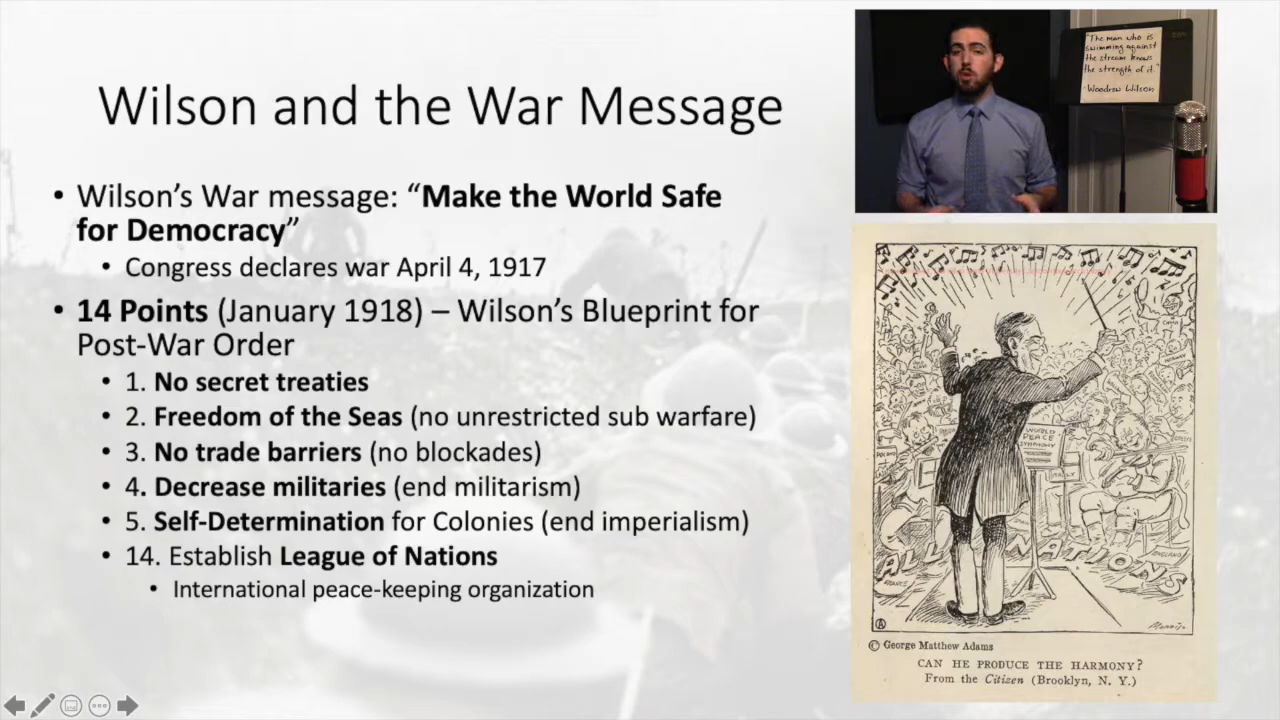 Wilson and the War Message
• Wilson’s War message: “Make the World Safe
for Democracy”
• Congress declares war April 4, 1917
• 14 Points (January 1918) – Wilson’s Blueprint for
Post-War Order
• 1. No secret treaties
• 2. Freedom of the Seas (no unrestricted sub warfare)
• 3. No trade barriers (no blockades)
• 4. Decrease militaries (end militarism)
• 5. Self-Determination for Colonies (end imperialism)
• 14. Establish League of Nations
• International peace-keeping organization
"The man who is
swimming against
the stream knows
the strength of it."
-Woodrow Wilson
WORLD
PEACE
SYMPHONY
ALL NATIONS
FRANCE
ENGLAND
© George Matthew Adams
CAN HE PRODUCE THE HARMONY?
From the Citizen (Brooklyn, N. Y.)